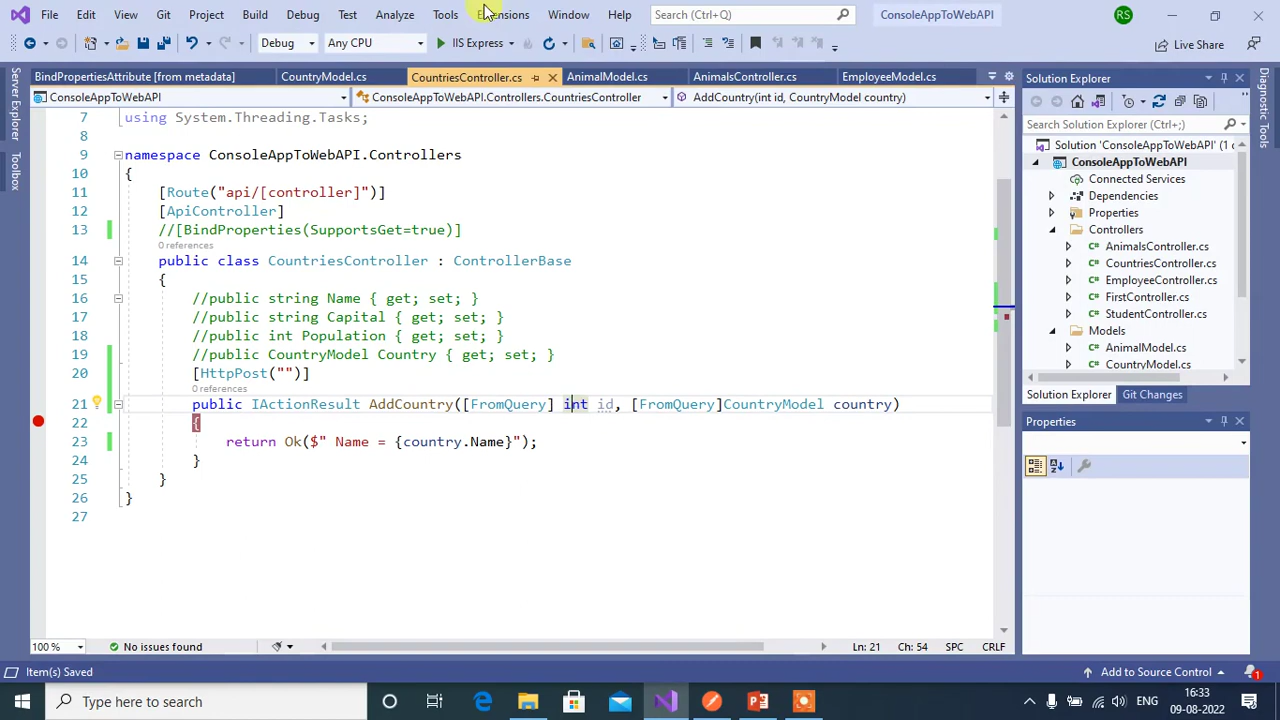 File Edit View Git Project Build Debug Test Analyze Tools Extensions Window Help Search (Ctrl+Q) ConsoleAppToWebAPI RS
Debug Any CPU IIS Express Live Share
BindPropertiesAttribute [from metadata] CountryModel.cs CountriesController.cs AnimalModel.cs AnimalsController.cs EmployeeModel.cs
ConsoleAppToWebAPI ConsoleAppToWebAPI.Controllers.CountriesController AddCountry(int id, CountryModel country)
Server Explorer
Toolbox
7 using System.Threading.Tasks;
8
9 namespace ConsoleAppToWebAPI.Controllers
10 {
11 [Route("api/[controller]")]
12 [ApiController]
13 //[BindProperties(SupportsGet=true)]
0 references
14 public class CountriesController : ControllerBase
15 {
16 //public string Name { get; set; }
17 //public string Capital { get; set; }
18 //public int Population { get; set; }
19 //public CountryModel Country { get; set; }
20 [HttpPost("")]
0 references
21 public IActionResult AddCountry([FromQuery] int id, [FromQuery]CountryModel country)
22 {
23 return Ok($" Name = {country.Name}");
24 }
25 }
26 }
27
100 % No issues found Ln: 21 Ch: 54 SPC CRLF
Solution Explorer
Search Solution Explorer (Ctrl+;)
Solution 'ConsoleAppToWebAPI' (1
ConsoleAppToWebAPI
Connected Services
Dependencies
Properties
Controllers
C# AnimalsController.cs
C# CountriesController.cs
C# EmployeeController.cs
C# FirstController.cs
C# StudentController.cs
Models
C# AnimalModel.cs
C# CountryModel.cs
Solution Explorer Git Changes
Properties
Diagnostic Tools
Item(s) Saved Add to Source Control 1
Type here to search ENG 16:33
09-08-2022